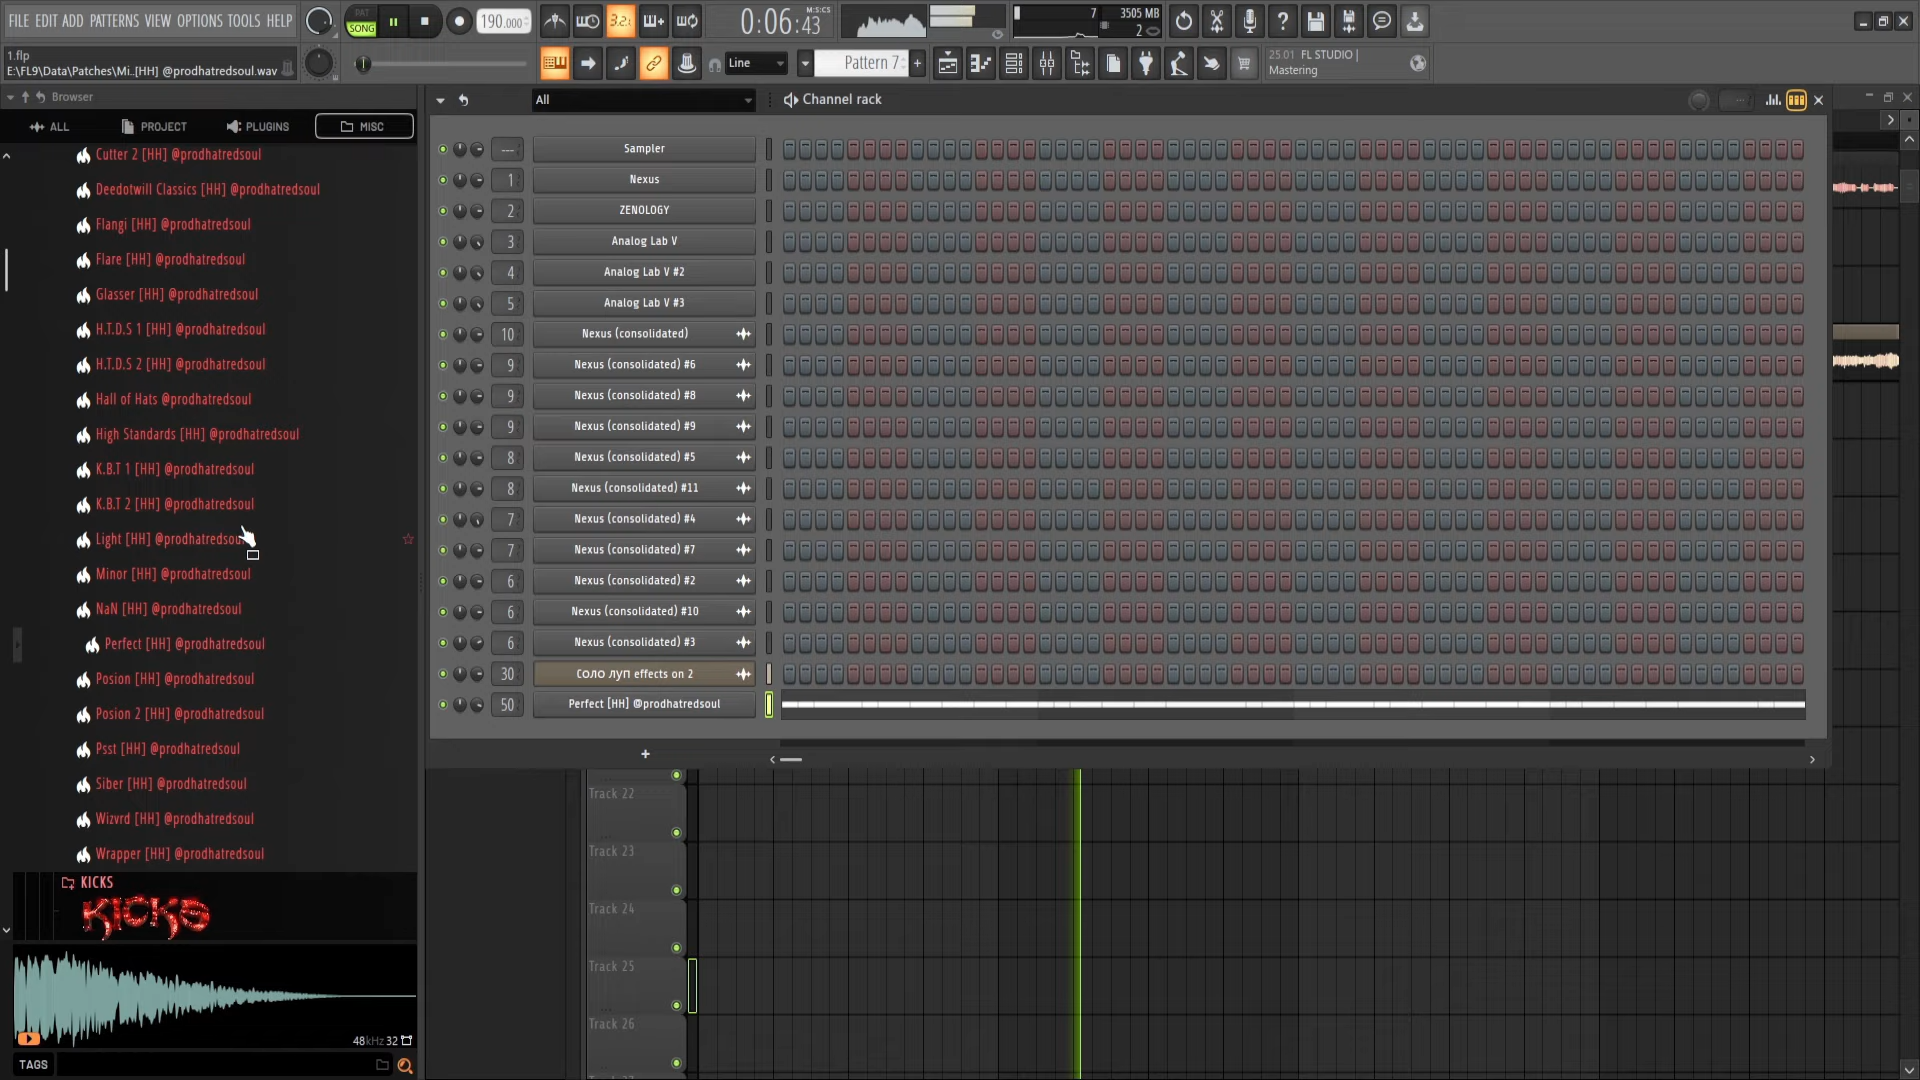 FILE EDIT ADD PATTERNS VIEW OPTIONS TOOLS HELP
PAT
SONG
190.000
3.2.
0:06:43
M:S:CS
7
3505 MB
2
1.flp
E:\FL9\Data\Patches\Mi..[HH] @prodhatredsoul.wav
Line
Pattern 7
25.01 FL STUDIO |
Mastering
Browser
ALL
PROJECT
PLUGINS
MISC
Cutter 2 [HH] @prodhatredsoul
Deedotwill Classics [HH] @prodhatredsoul
Flangi [HH] @prodhatredsoul
Flare [HH] @prodhatredsoul
Glasser [HH] @prodhatredsoul
H.T.D.S 1 [HH] @prodhatredsoul
H.T.D.S 2 [HH] @prodhatredsoul
Hall of Hats @prodhatredsoul
High Standards [HH] @prodhatredsoul
K.B.T 1 [HH] @prodhatredsoul
K.B.T 2 [HH] @prodhatredsoul
Light [HH] @prodhatredsoul
Minor [HH] @prodhatredsoul
NaN [HH] @prodhatredsoul
Perfect [HH] @prodhatredsoul
Posion [HH] @prodhatredsoul
Posion 2 [HH] @prodhatredsoul
Psst [HH] @prodhatredsoul
Siber [HH] @prodhatredsoul
Wizvrd [HH] @prodhatredsoul
Wrapper [HH] @prodhatredsoul
KICKS
KICKS
48kHz 32
TAGS
All
Channel rack
--- Sampler
1 Nexus
2 ZENOLOGY
3 Analog Lab V
4 Analog Lab V #2
5 Analog Lab V #3
10 Nexus (consolidated)
9 Nexus (consolidated) #6
9 Nexus (consolidated) #8
9 Nexus (consolidated) #9
8 Nexus (consolidated) #5
8 Nexus (consolidated) #11
7 Nexus (consolidated) #4
7 Nexus (consolidated) #7
6 Nexus (consolidated) #2
6 Nexus (consolidated) #10
6 Nexus (consolidated) #3
30 Соло луп effects on 2
50 Perfect [HH] @prodhatredsoul
+
Track 22
Track 23
Track 24
Track 25
Track 26